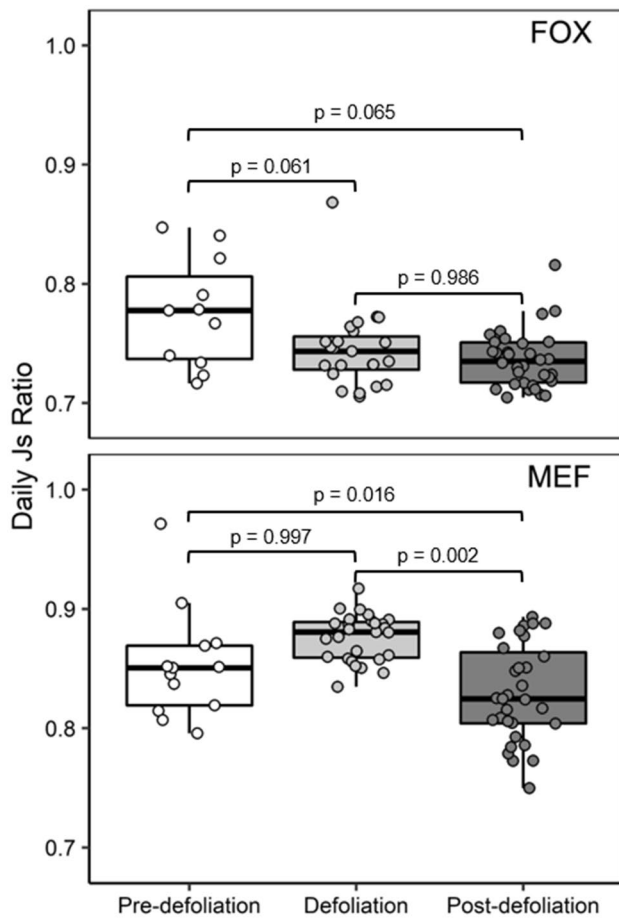 FOX
1.0
p = 0.065
0.9
p = 0.061
p = 0.986
0.8
0.7
Daily Js Ratio
MEF
1.0
p = 0.016
p = 0.997
p = 0.002
0.9
0.8
0.7
Pre-defoliation Defoliation Post-defoliation